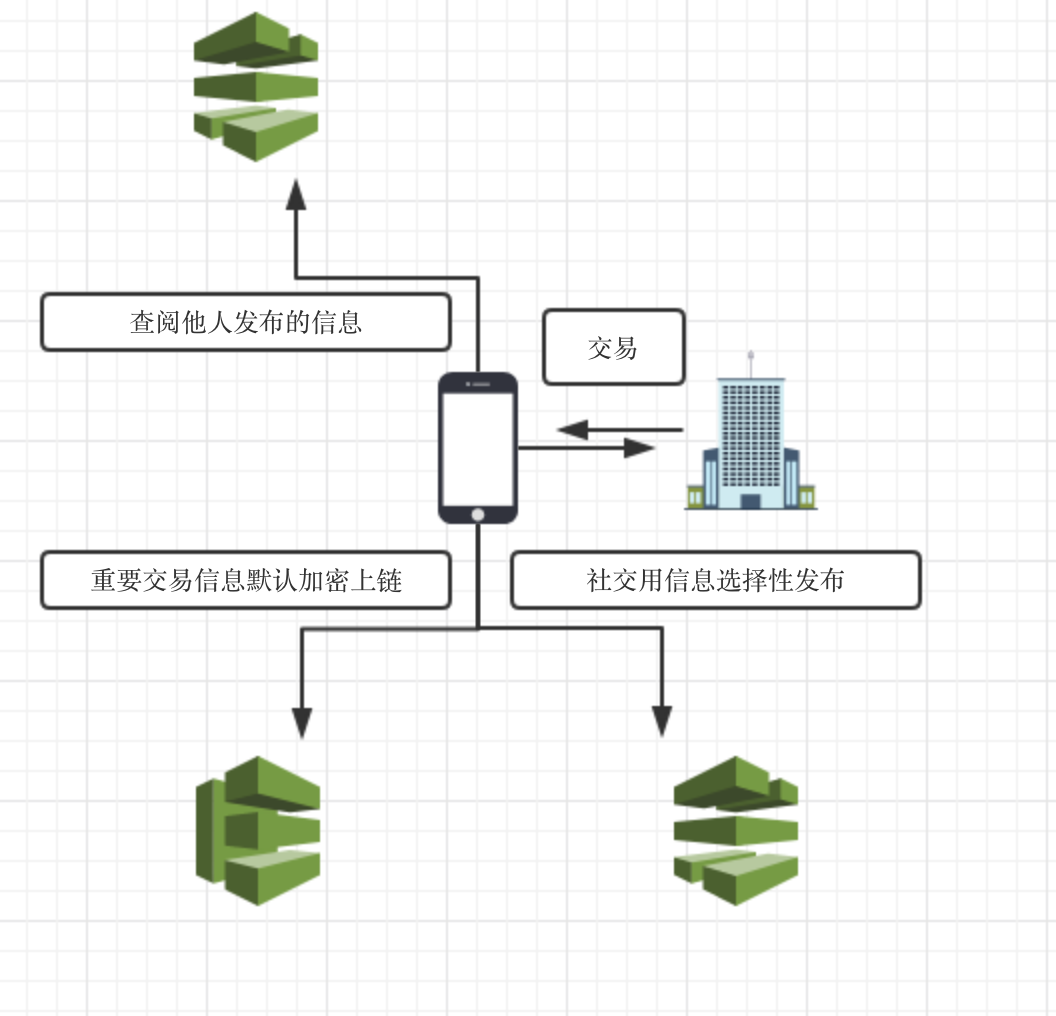 查阅他人发布的信息
交易
重要交易信息默认加密上链
社交用信息选择性发布